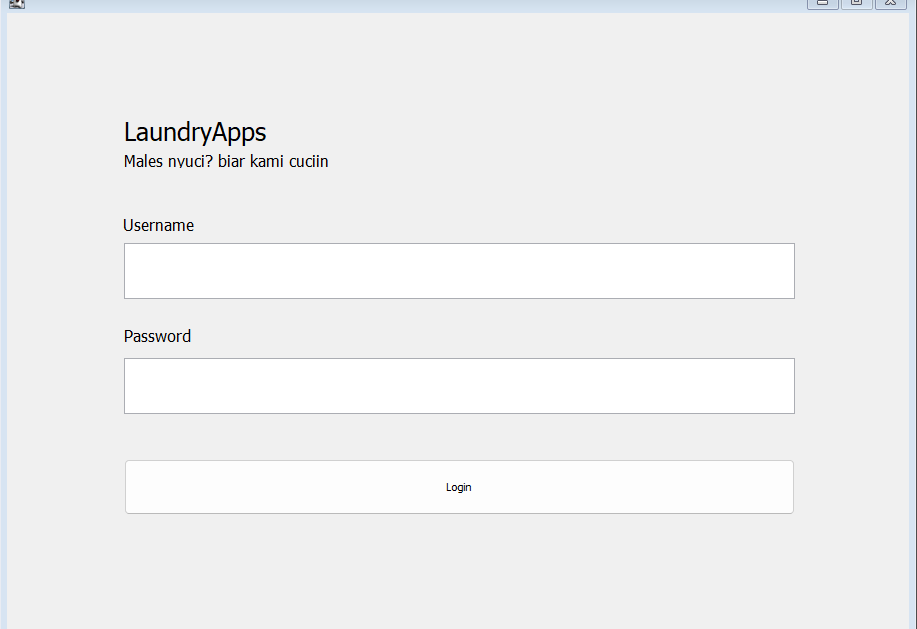 LaundryApps
Males nyuci? biar kami cuciin
Username
Password
Login